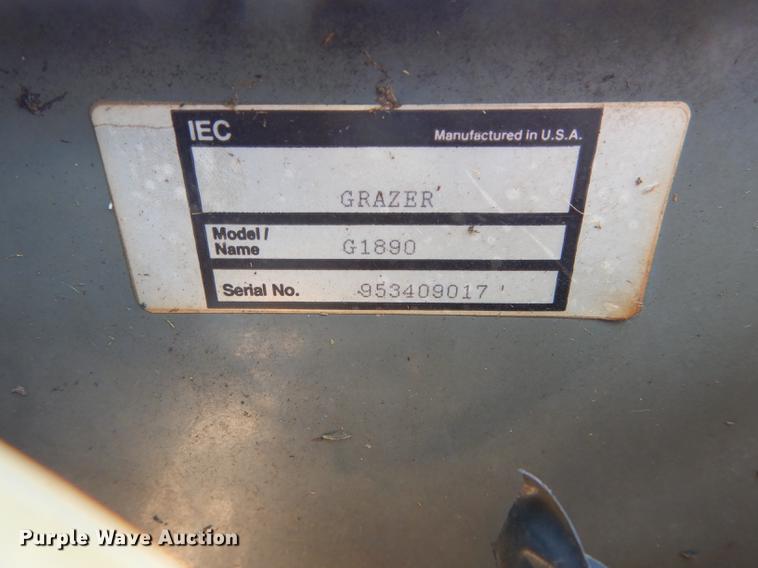 IEC Manufactured in U.S.A.
GRAZER
Model /
Name G1890
Serial No. 953409017
Purple Wave Auction